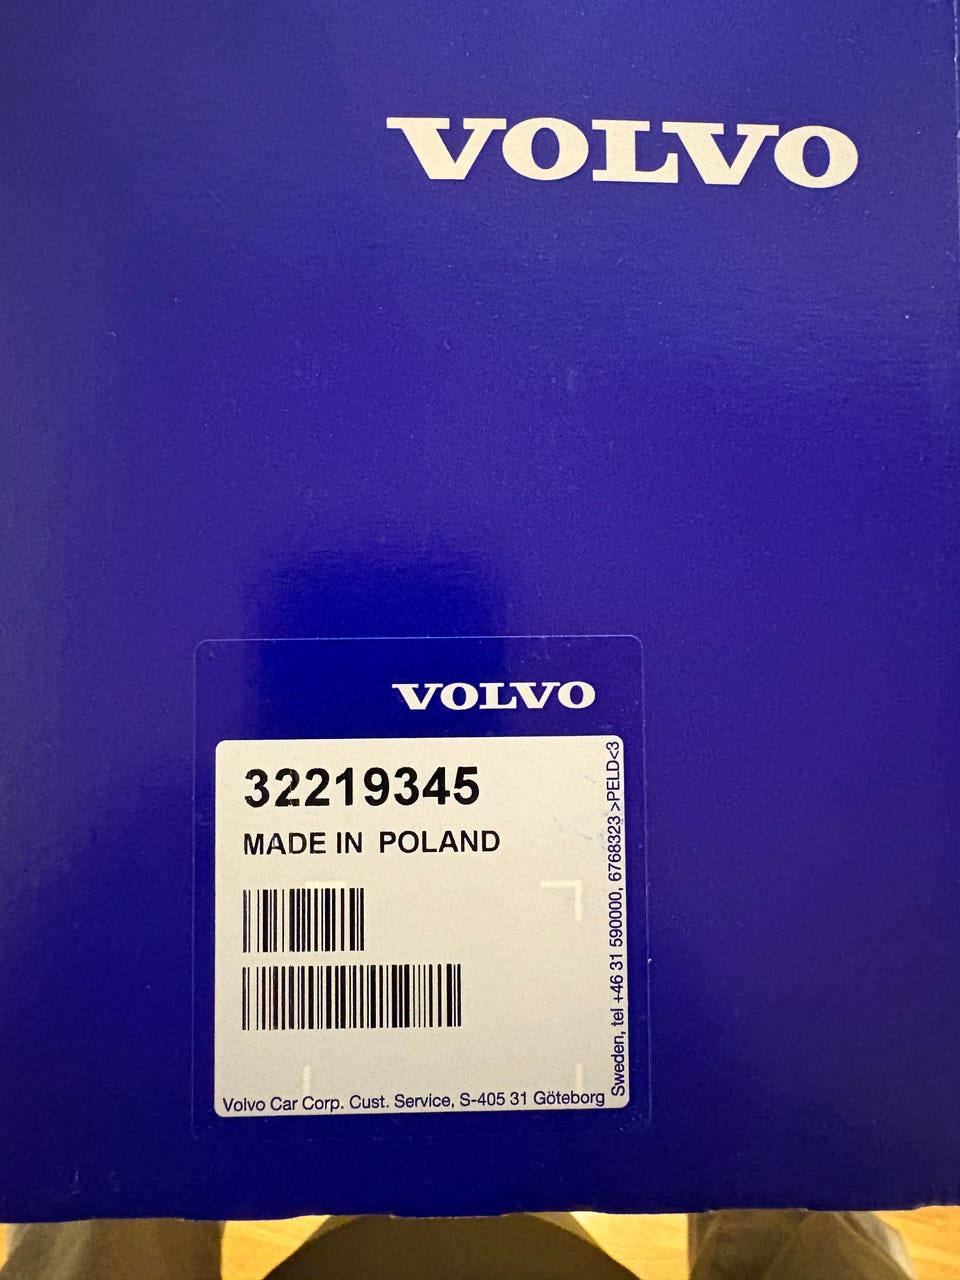 VOLVO
VOLVO
32219345
MADE IN POLAND
Volvo Car Corp. Cust. Service, S-405 31 Göteborg
Sweden, tel +46 31 590000, 6768323 >PELD<3